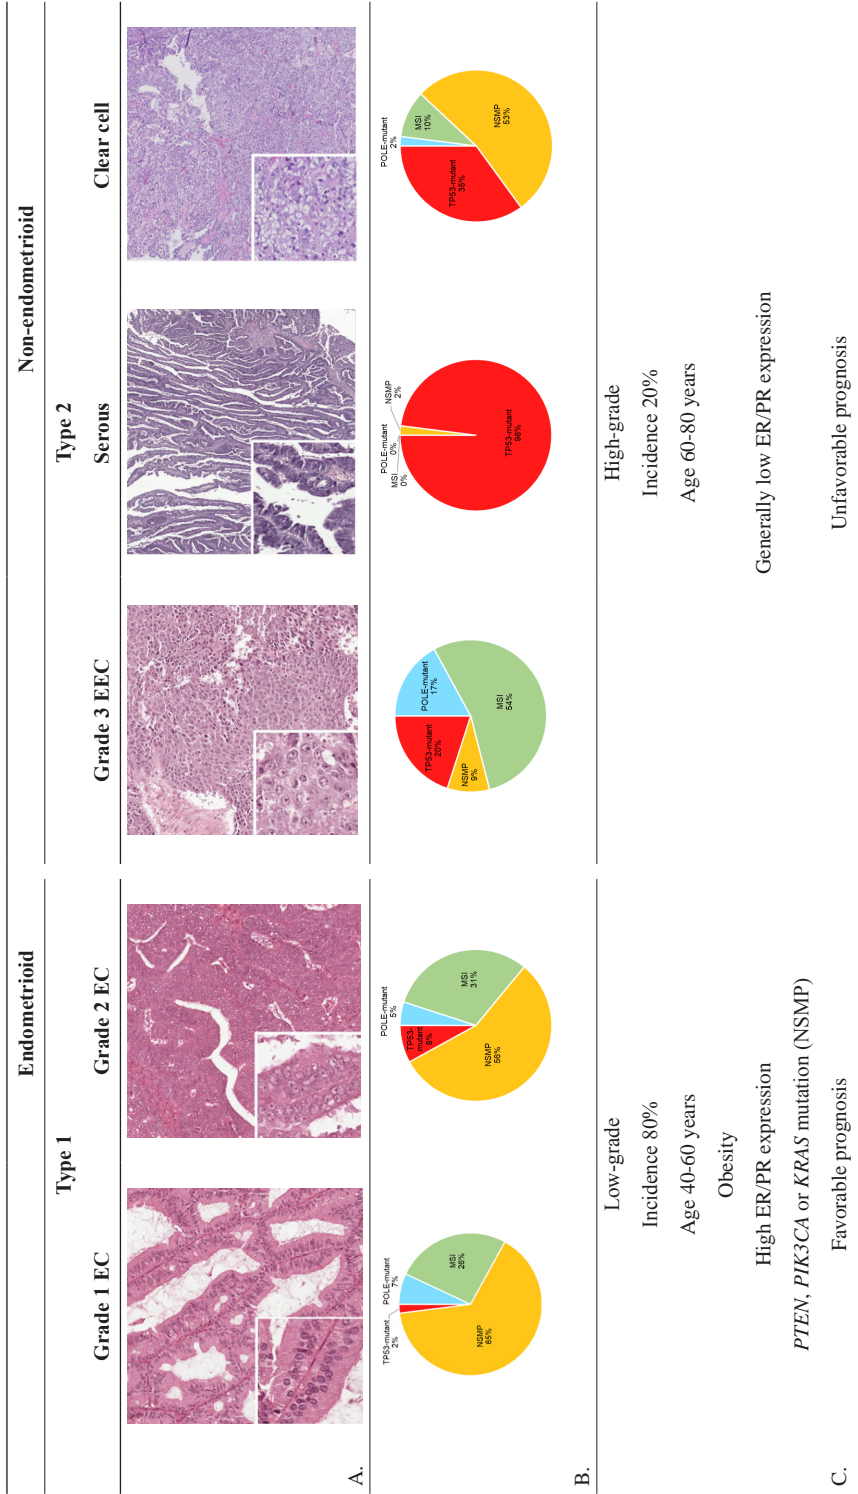 Endometrioid
Non-endometrioid
Type 1
Type 2
Grade 1 EC
Grade 2 EC
Grade 3 EEC
Serous
Clear cell
A.
TP53-mutant
2%
POLE-mutant
7%
MSI
26%
NSMP
65%
POLE-mutant
5%
TP53-
mutant
8%
MSI
31%
NSMP
56%
POLE-mutant
17%
TP53-mutant
20%
NSMP
9%
MSI
54%
MSI
0%
POLE-mutant
0%
NSMP
2%
TP53-mutant
98%
POLE-mutant
2%
MSI
10%
TP53-mutant
35%
NSMP
53%
B.
Low-grade
Incidence 80%
Age 40-60 years
Obesity
High ER/PR expression
PTEN, PIK3CA or KRAS mutation (NSMP)
Favorable prognosis
High-grade
Incidence 20%
Age 60-80 years
Generally low ER/PR expression
Unfavorable prognosis
C.